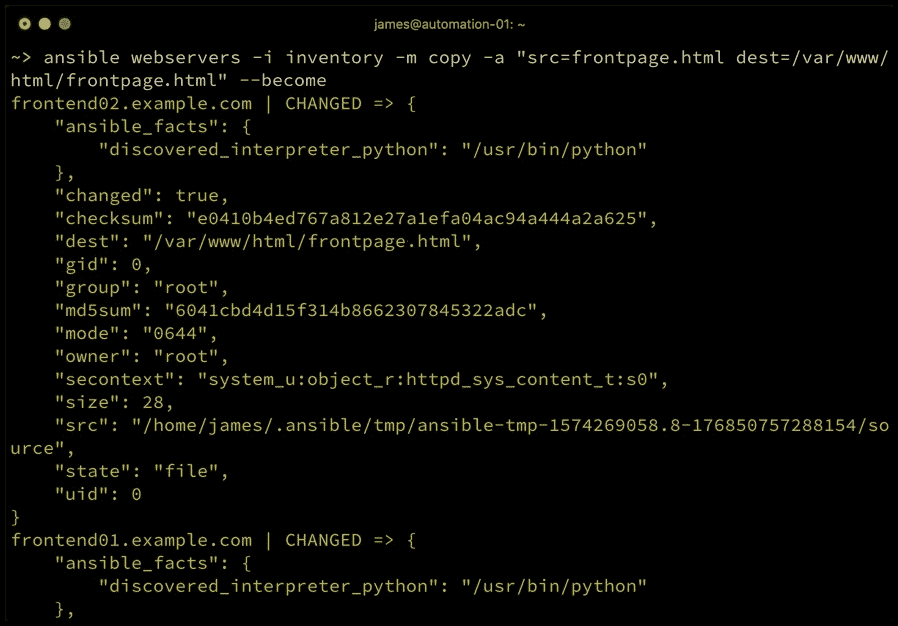 james@automation-01: ~
~> ansible webservers -i inventory -m copy -a "src=frontpage.html dest=/var/www/
html/frontpage.html" --become
frontend02.example.com | CHANGED => {
    "ansible_facts": {
        "discovered_interpreter_python": "/usr/bin/python"
    },
    "changed": true,
    "checksum": "e0410b4ed767a812e27a1efa04ac94a444a2a625",
    "dest": "/var/www/html/frontpage.html",
    "gid": 0,
    "group": "root",
    "md5sum": "6041cbd4d15f314b8662307845322adc",
    "mode": "0644",
    "owner": "root",
    "secontext": "system_u:object_r:httpd_sys_content_t:s0",
    "size": 28,
    "src": "/home/james/.ansible/tmp/ansible-tmp-1574269058.8-176850757288154/so
urce",
    "state": "file",
    "uid": 0
}
frontend01.example.com | CHANGED => {
    "ansible_facts": {
        "discovered_interpreter_python": "/usr/bin/python"
    },